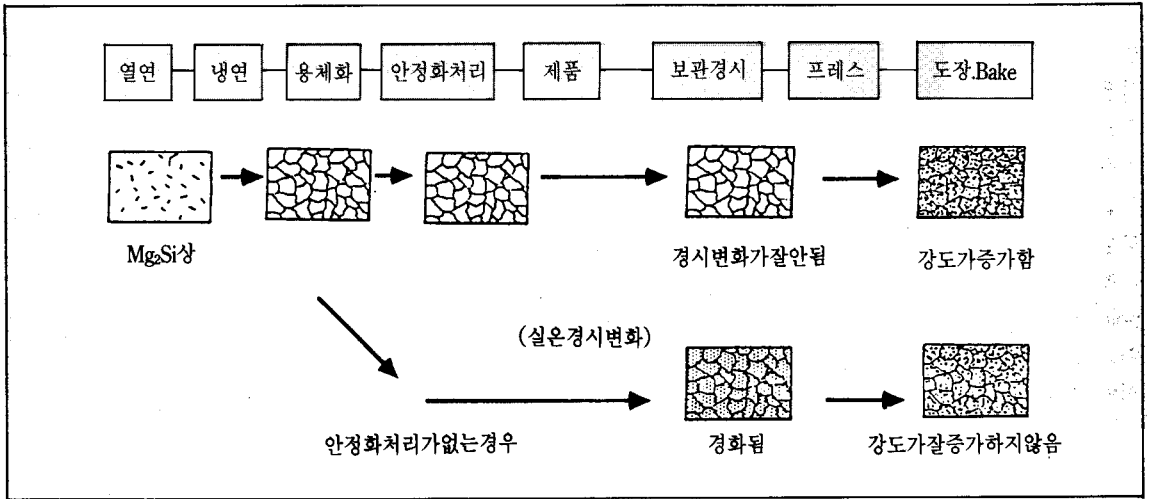 열연 냉연 용체화 안정화처리 제품 보관경시 프레스 도장.Bake
Mg₂Si상
경시변화가잘안됨
강도가증가함
(실온경시변화)
안정화처리가없는경우
경화됨
강도가잘증가하지않음